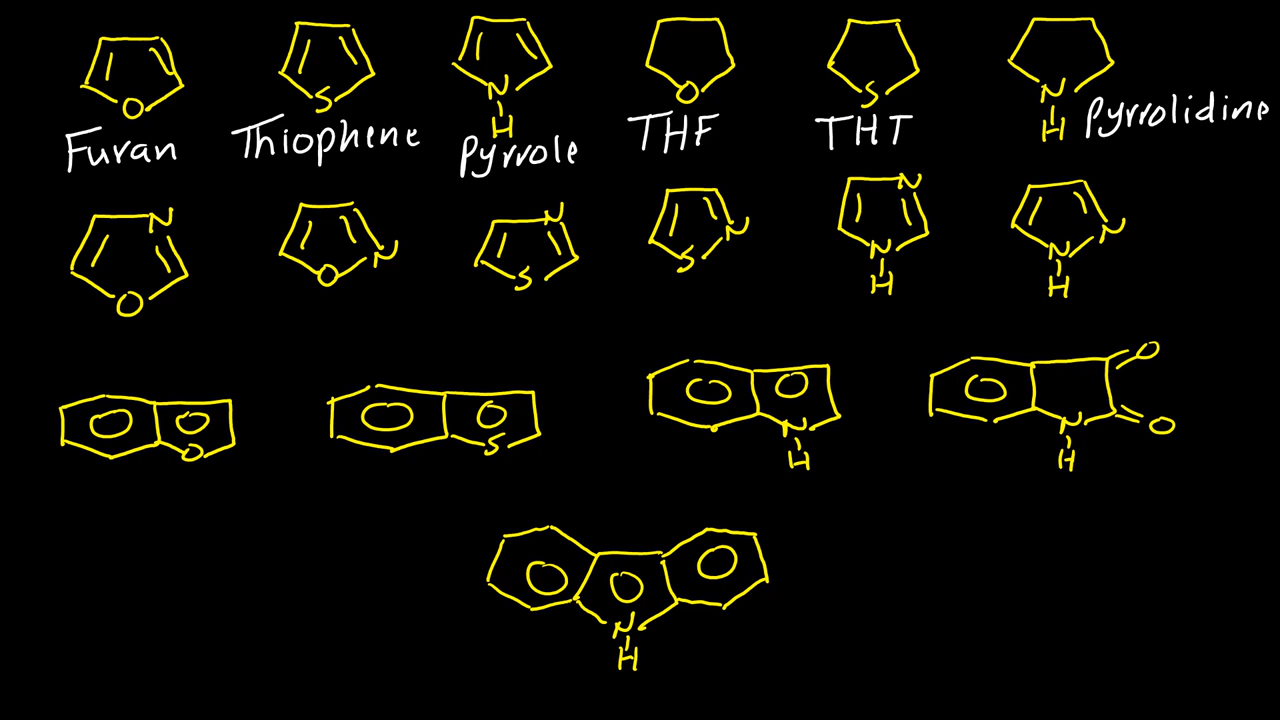 O S N H O S N H
Furan Thiophene Pyrrole THF THT Pyrrolidine
N O O N N S S N N N H N N H
O S N H O O N H
N H